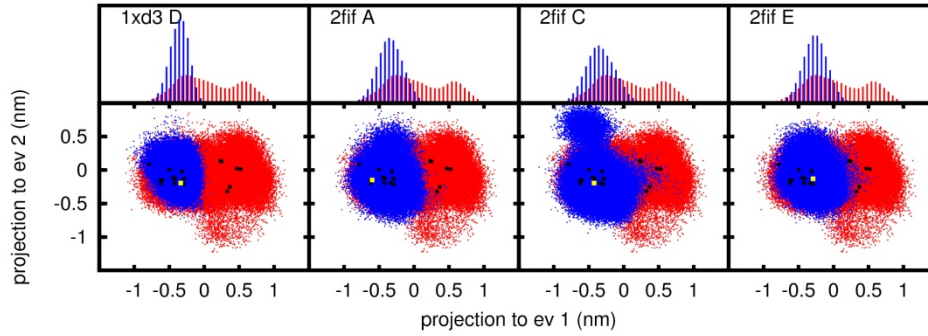 1xd3 D 2fif A 2fif C 2fif E
projection to ev 2 (nm)
0.5
0
-0.5
-1
-1 -0.5 0 0.5 1 -1 -0.5 0 0.5 1 -1 -0.5 0 0.5 1 -1 -0.5 0 0.5 1
projection to ev 1 (nm)